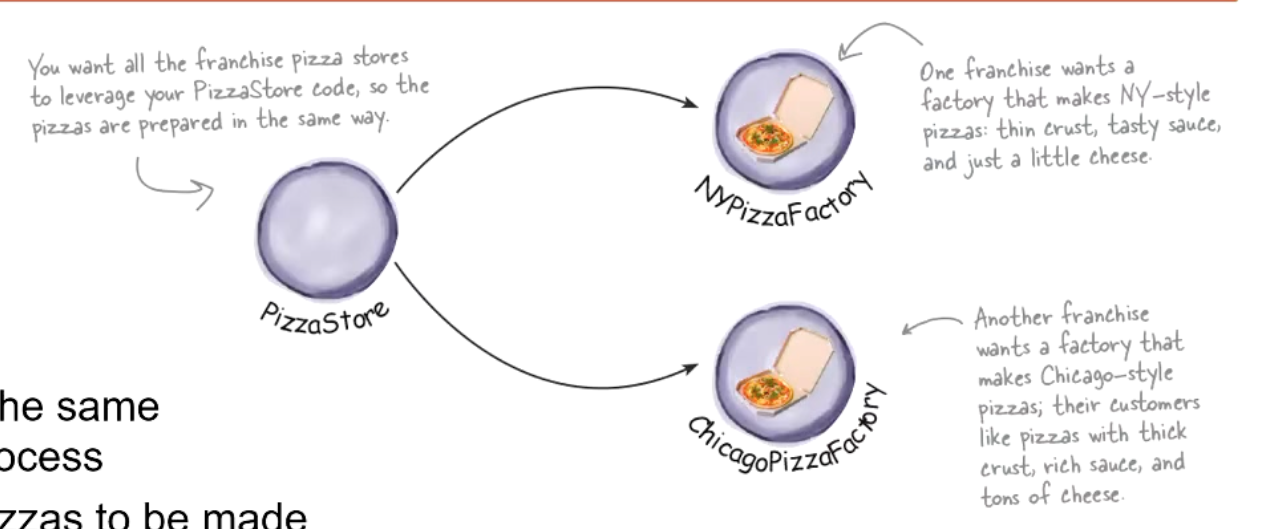 You want all the franchise pizza stores
to leverage your PizzaStore code, so the
pizzas are prepared in the same way.
One franchise wants a
factory that makes NY-style
pizzas: thin crust, tasty sauce,
and just a little cheese.
NYPizzaFactory
PizzaStore
Another franchise
wants a factory that
makes Chicago-style
pizzas; their customers
like pizzas with thick
crust, rich sauce, and
tons of cheese.
ChicagoPizzaFactory
he same
ocess
zzas to be made